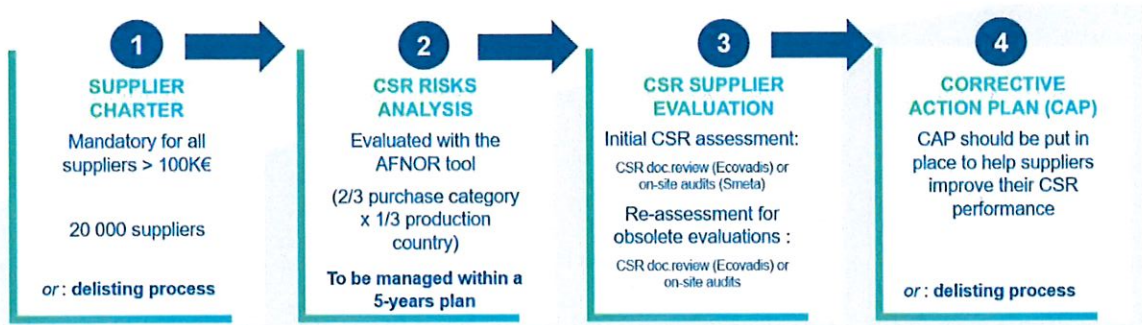 1
SUPPLIER
CHARTER
Mandatory for all
suppliers > 100K€
20 000 suppliers
or : delisting process
2
CSR RISKS
ANALYSIS
Evaluated with the
AFNOR tool
(2/3 purchase category
x 1/3 production
country)
To be managed within a
5-years plan
3
CSR SUPPLIER
EVALUATION
Initial CSR assessment:
CSR doc.review (Ecovadis) or
on-site audits (Smeta)
Re-assessment for
obsolete evaluations :
CSR doc.review (Ecovadis) or
on-site audits
4
CORRECTIVE
ACTION PLAN (CAP)
CAP should be put in
place to help suppliers
improve their CSR
performance
or : delisting process